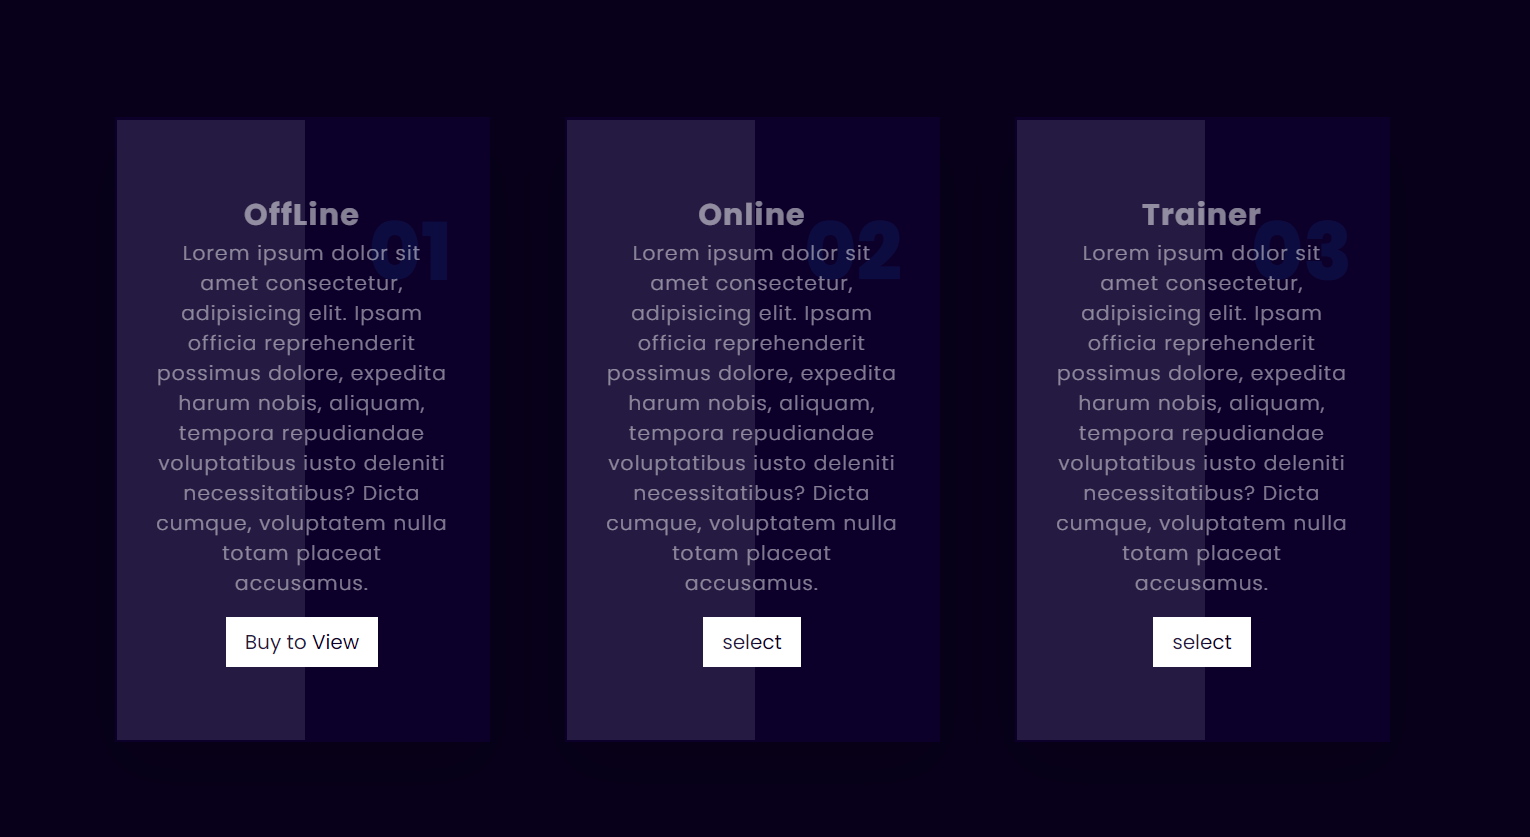 OffLine
01
Lorem ipsum dolor sit
amet consectetur,
adipisicing elit. Ipsam
officia reprehenderit
possimus dolore, expedita
harum nobis, aliquam,
tempora repudiandae
voluptatibus iusto deleniti
necessitatibus? Dicta
cumque, voluptatem nulla
totam placeat
accusamus.
Buy to View
Online
02
Lorem ipsum dolor sit
amet consectetur,
adipisicing elit. Ipsam
officia reprehenderit
possimus dolore, expedita
harum nobis, aliquam,
tempora repudiandae
voluptatibus iusto deleniti
necessitatibus? Dicta
cumque, voluptatem nulla
totam placeat
accusamus.
select
Trainer
03
Lorem ipsum dolor sit
amet consectetur,
adipisicing elit. Ipsam
officia reprehenderit
possimus dolore, expedita
harum nobis, aliquam,
tempora repudiandae
voluptatibus iusto deleniti
necessitatibus? Dicta
cumque, voluptatem nulla
totam placeat
accusamus.
select